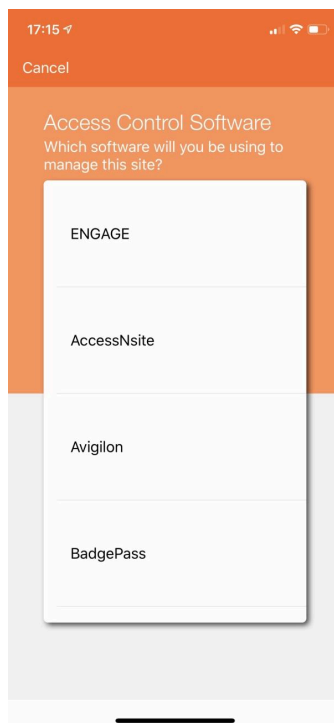 17:15
Cancel
Access Control Software
Which software will you be using to
manage this site?
ENGAGE
AccessNsite
Avigilon
BadgePass